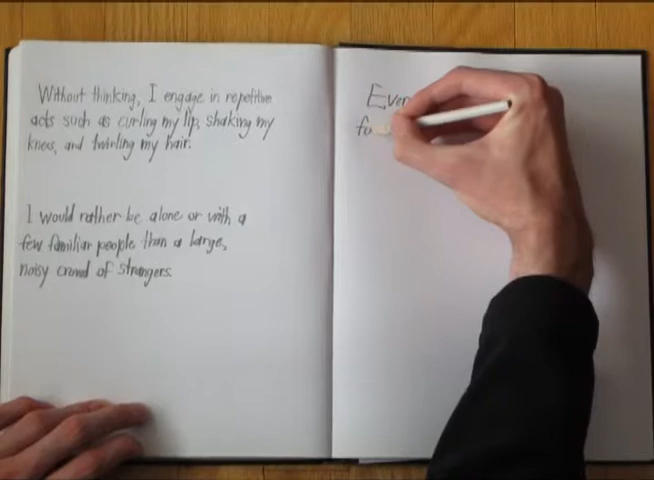 Without thinking, I engage in repetitive
acts such as curling my lip, shaking my
knees, and twirling my hair.
I would rather be alone or with a
few familiar people than a large,
noisy crowd of strangers.